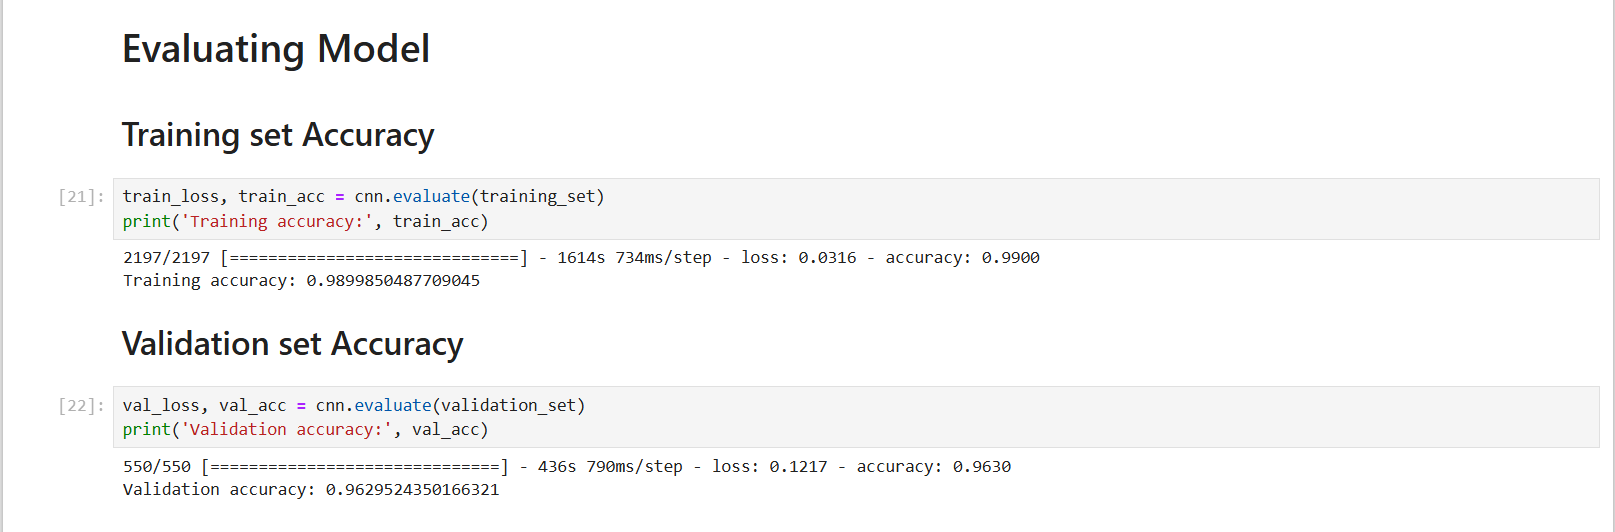 Evaluating Model
Training set Accuracy
[21]:
train_loss, train_acc = cnn.evaluate(training_set)
print('Training accuracy:', train_acc)
2197/2197 [==============================] - 1614s 734ms/step - loss: 0.0316 - accuracy: 0.9900
Training accuracy: 0.9899850487709045
Validation set Accuracy
[22]:
val_loss, val_acc = cnn.evaluate(validation_set)
print('Validation accuracy:', val_acc)
550/550 [==============================] - 436s 790ms/step - loss: 0.1217 - accuracy: 0.9630
Validation accuracy: 0.9629524350166321